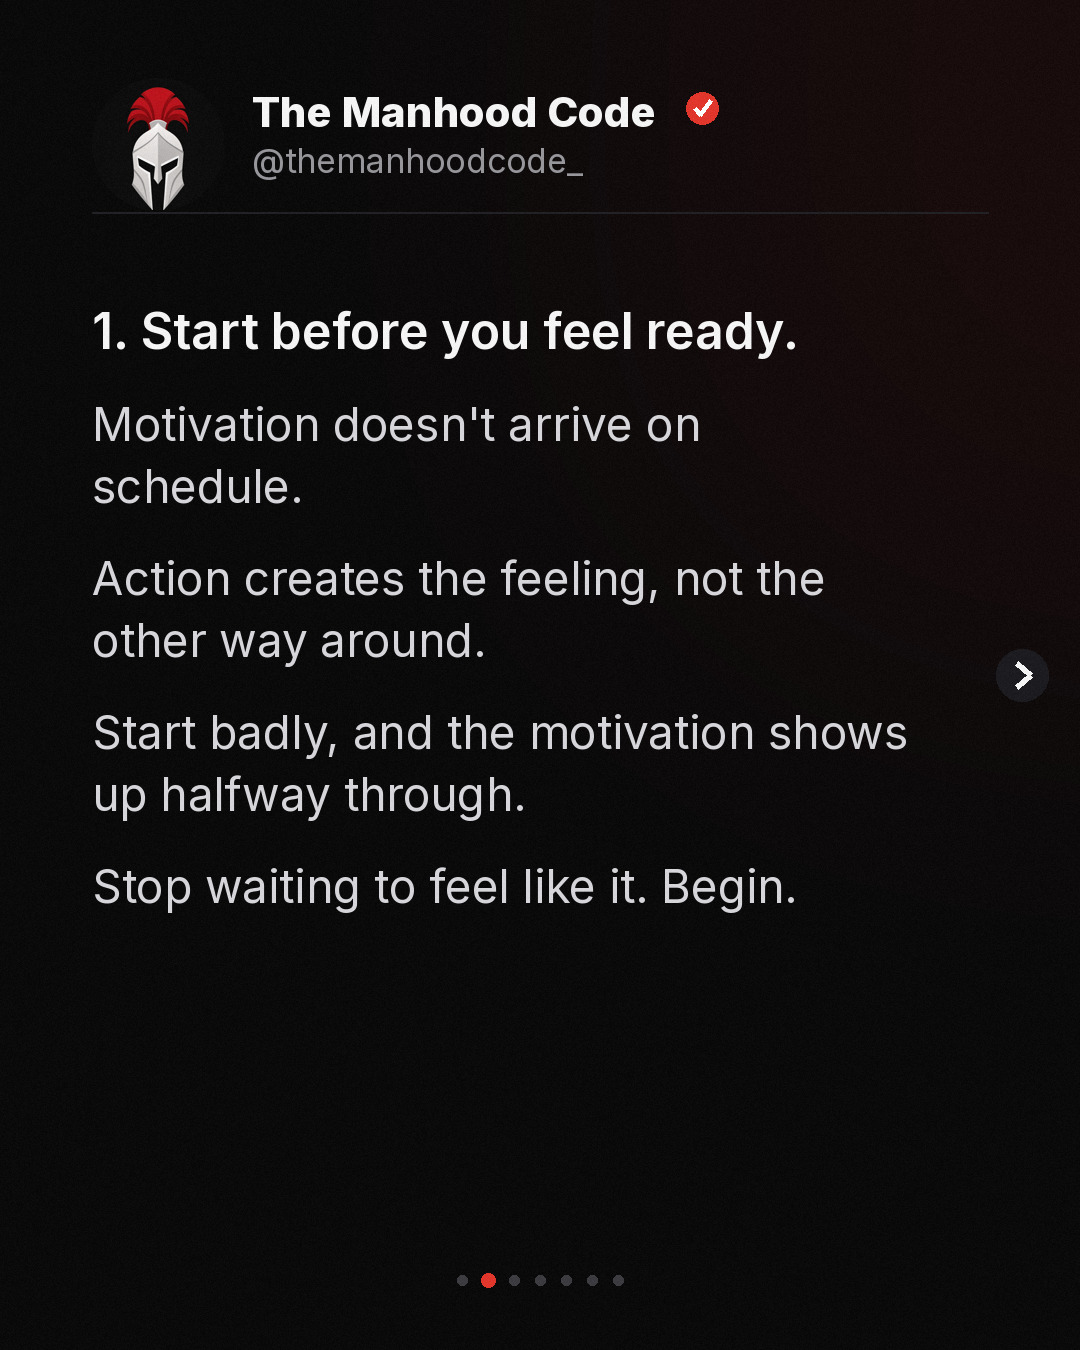 The Manhood Code
@themanhoodcode_
1. Start before you feel ready.
Motivation doesn't arrive on
schedule.
Action creates the feeling, not the
other way around.
Start badly, and the motivation shows
up halfway through.
Stop waiting to feel like it. Begin.